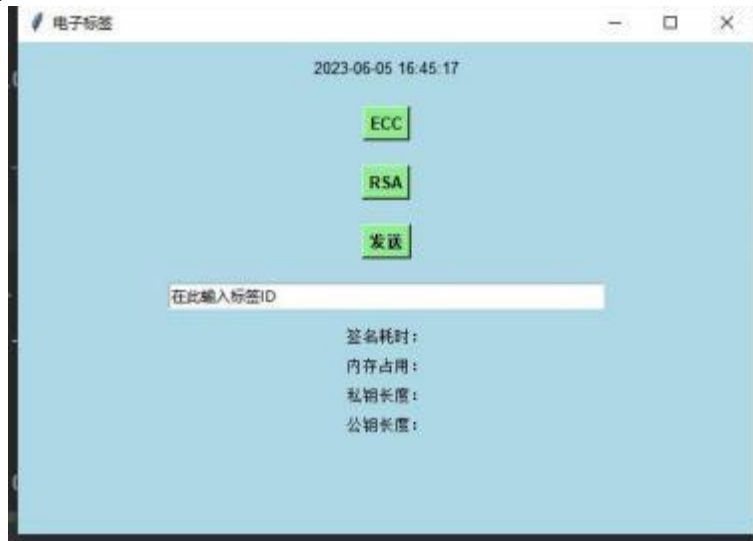 电子标签
2023-06-05 16:45:17
ECC
RSA
发送
在此输入标签ID
签名耗时：
内存占用：
私钥长度：
公钥长度：